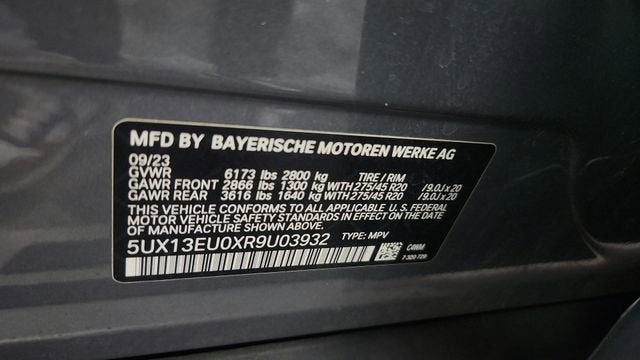 MFD BY BAYERISCHE MOTOREN WERKE AG
09/23
GVWR 6173 lbs 2800 kg TIRE / RIM
GAWR FRONT 2866 lbs 1300 kg WITH 275/45 R20 / 9.0J x 20
GAWR REAR 3616 lbs 1640 kg WITH 275/45 R20 / 9.0J x 20
THIS VEHICLE CONFORMS TO ALL APPLICABLE U.S. FEDERAL
MOTOR VEHICLE SAFETY STANDARDS IN EFFECT ON THE
DATE OF MANUFACTURE SHOWN ABOVE.
5UX13EU0XR9U03932 TYPE: MPV
C4WM